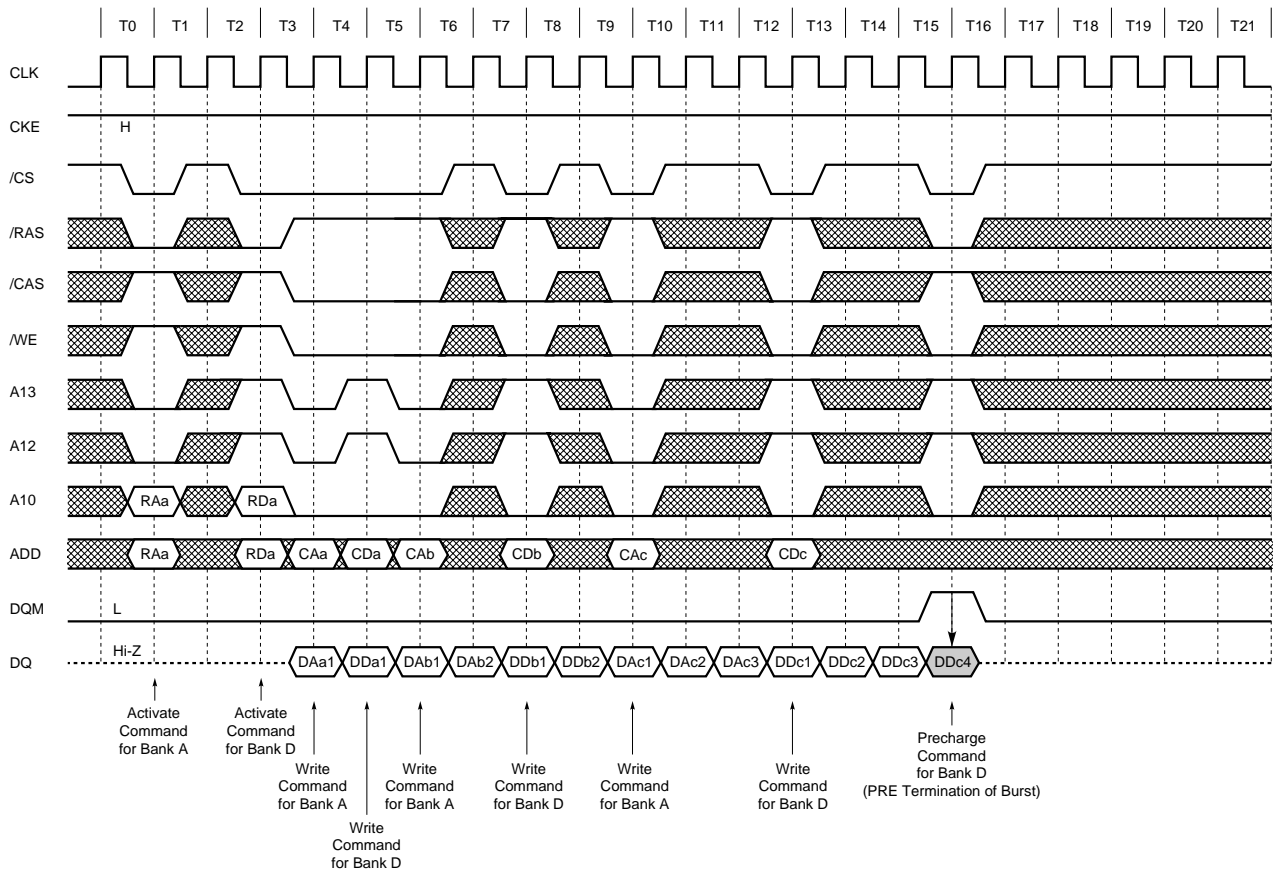 T0 T1 T2 T3 T4 T5 T6 T7 T8 T9 T10 T11 T12 T13 T14 T15 T16 T17 T18 T19 T20 T21
CLK
CKE H
/CS
/RAS
/CAS
/WE
A13
A12
A10 RAa RDa
ADD RAa RDa CAa CDa CAb CDb CAc CDc
DQM L
DQ Hi-Z DAa1 DDa1 DAb1 DAb2 DDb1 DDb2 DAc1 DAc2 DAc3 DDc1 DDc2 DDc3 DDc4
Activate
Command
for Bank A
Activate
Command
for Bank D
Write
Command
for Bank A
Write
Command
for Bank D
Write
Command
for Bank A
Write
Command
for Bank D
Write
Command
for Bank A
Write
Command
for Bank D
Precharge
Command
for Bank D
(PRE Termination of Burst)